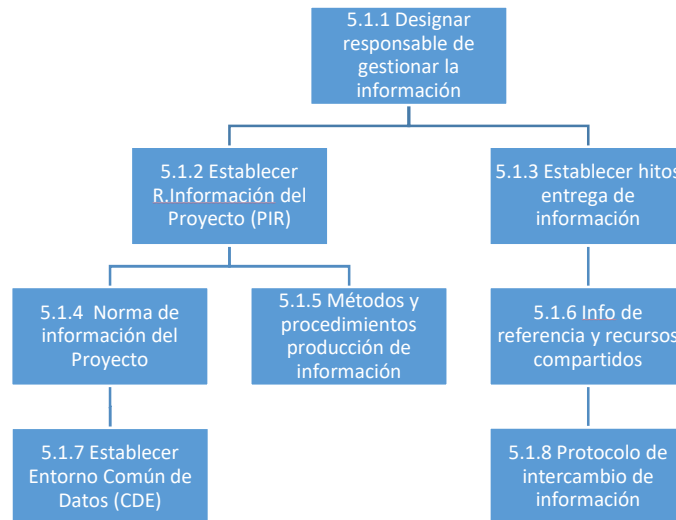 5.1.1 Designar
responsable de
gestionar la
información
5.1.2 Establecer
R.Información del
Proyecto (PIR)
5.1.3 Establecer hitos
entrega de
información
5.1.4 Norma de
información del
Proyecto
5.1.5 Métodos y
procedimientos
producción de
información
5.1.6 Info de
referencia y recursos
compartidos
5.1.7 Establecer
Entorno Común de
Datos (CDE)
5.1.8 Protocolo de
intercambio de
información